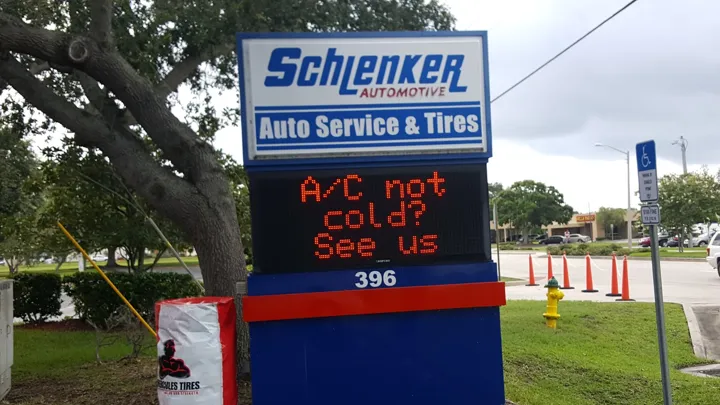 SCHLENKER
AUTOMOTIVE
Auto Service & Tires
A/C not
cold?
See us
396
HERCULES TIRES